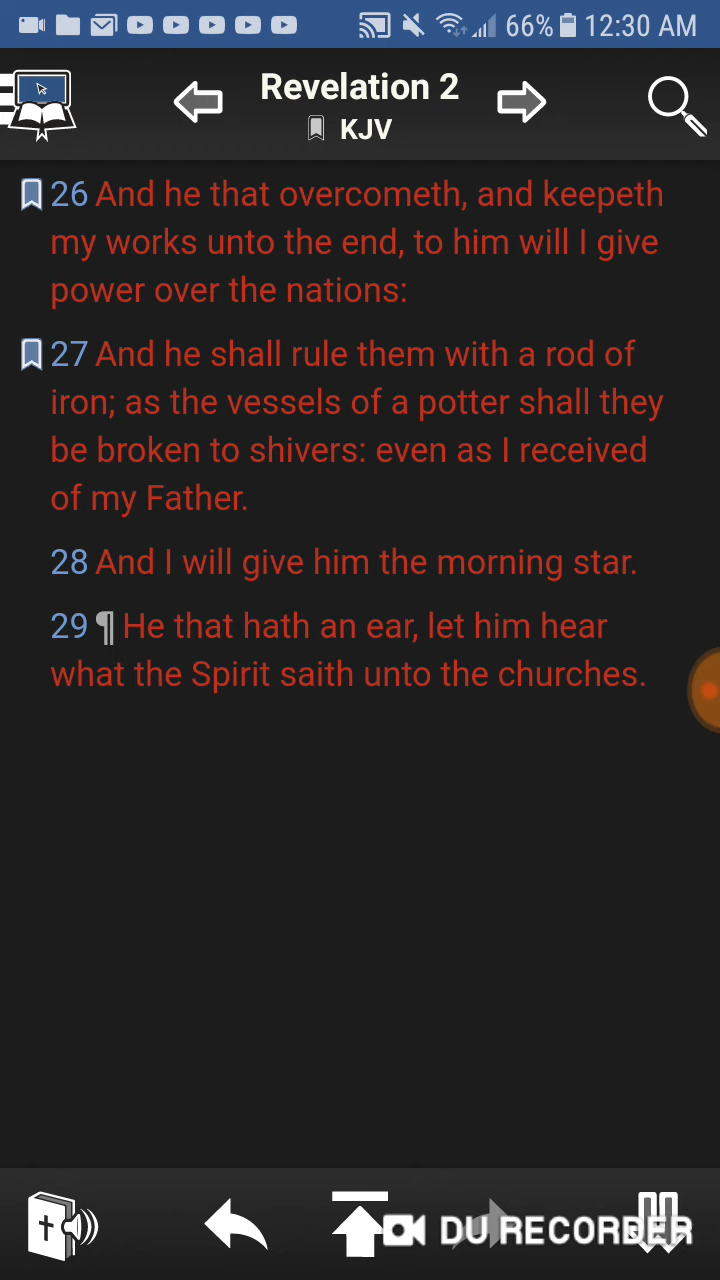 66% 12:30 AM
Revelation 2
KJV
26 And he that overcometh, and keepeth
my works unto the end, to him will I give
power over the nations:
27 And he shall rule them with a rod of
iron; as the vessels of a potter shall they
be broken to shivers: even as I received
of my Father.
28 And I will give him the morning star.
29 ¶ He that hath an ear, let him hear
what the Spirit saith unto the churches.
DU RECORDER